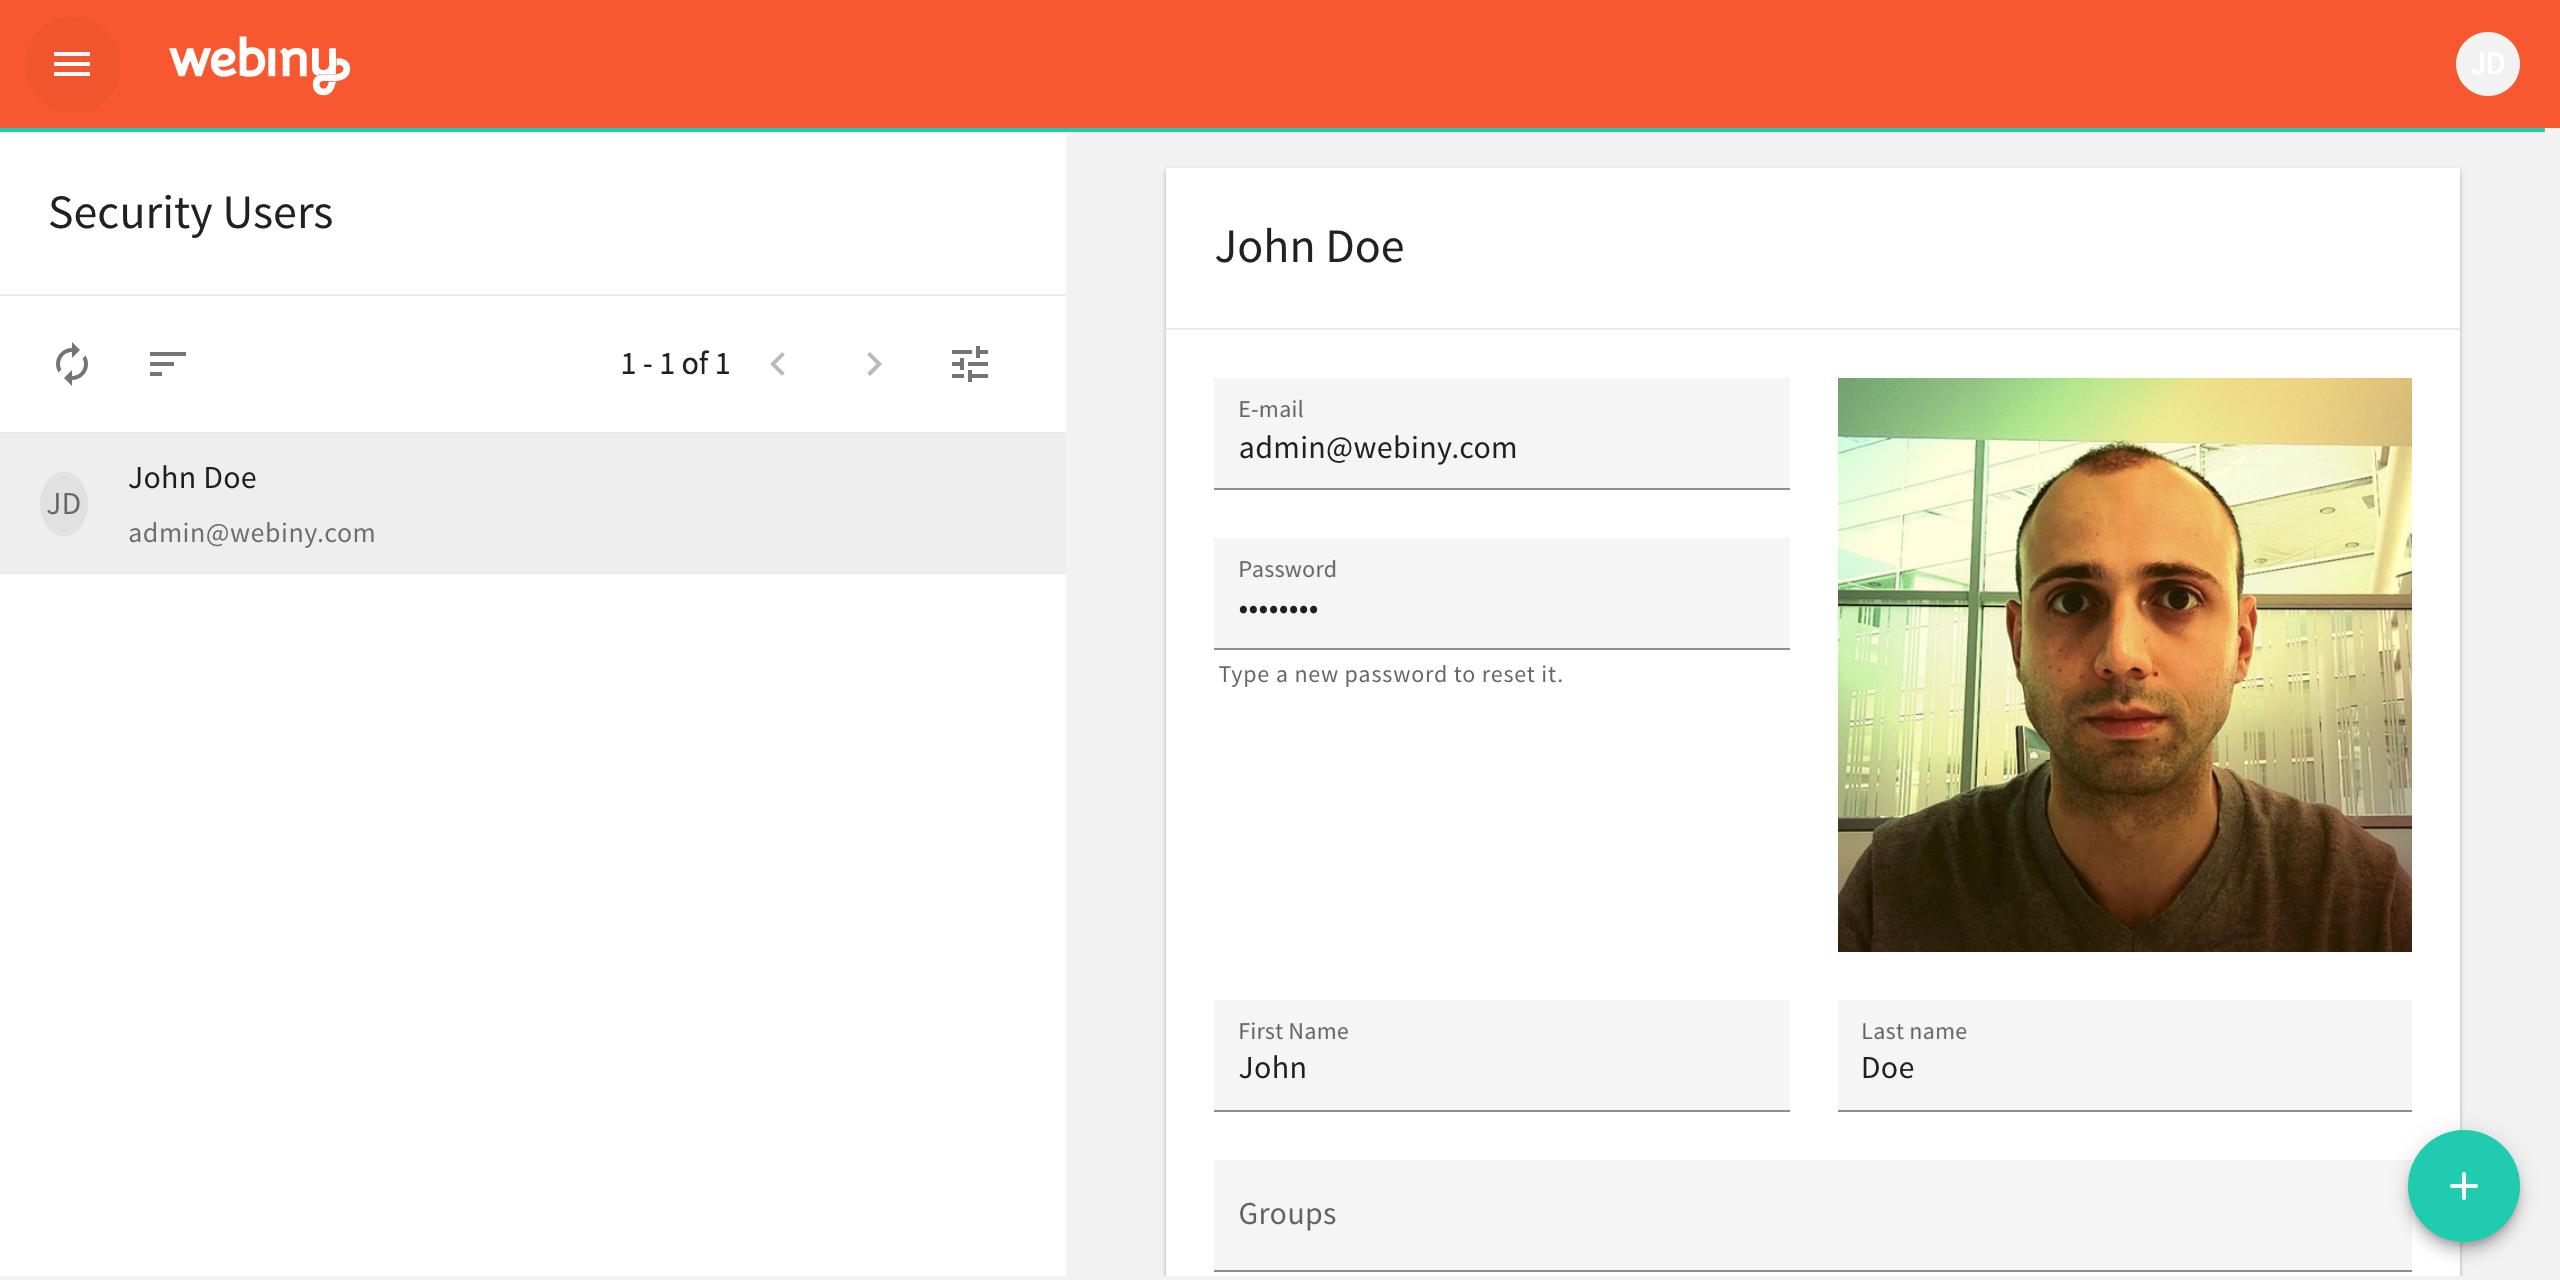 webiny
JD
Security Users
1 - 1 of 1
JD
John Doe
admin@webiny.com
John Doe
E-mail
admin@webiny.com
Password
••••••••
Type a new password to reset it.
First Name
John
Last name
Doe
Groups